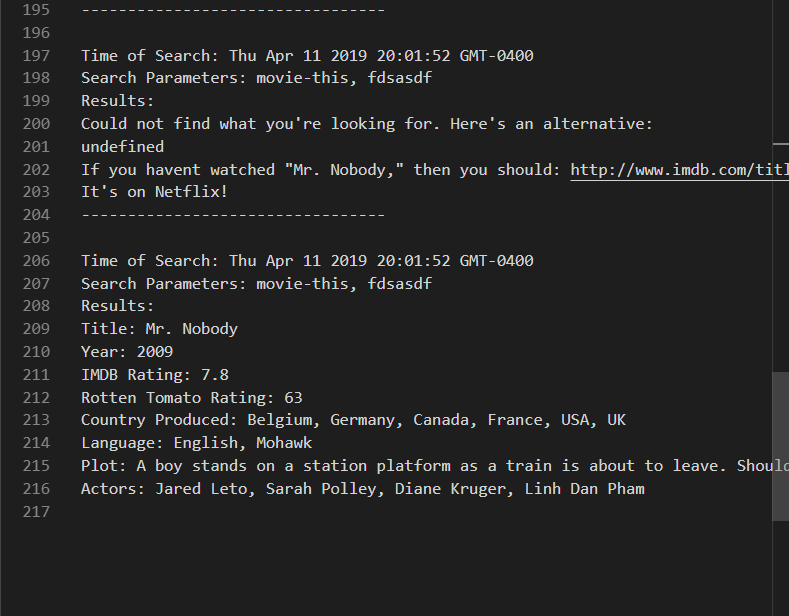 195 ---------------------------------
196
197 Time of Search: Thu Apr 11 2019 20:01:52 GMT-0400
198 Search Parameters: movie-this, fdsasdf
199 Results:
200 Could not find what you're looking for. Here's an alternative:
201 undefined
202 If you havent watched "Mr. Nobody," then you should: http://www.imdb.com/titl
203 It's on Netflix!
204 ---------------------------------
205
206 Time of Search: Thu Apr 11 2019 20:01:52 GMT-0400
207 Search Parameters: movie-this, fdsasdf
208 Results:
209 Title: Mr. Nobody
210 Year: 2009
211 IMDB Rating: 7.8
212 Rotten Tomato Rating: 63
213 Country Produced: Belgium, Germany, Canada, France, USA, UK
214 Language: English, Mohawk
215 Plot: A boy stands on a station platform as a train is about to leave. Should
216 Actors: Jared Leto, Sarah Polley, Diane Kruger, Linh Dan Pham
217